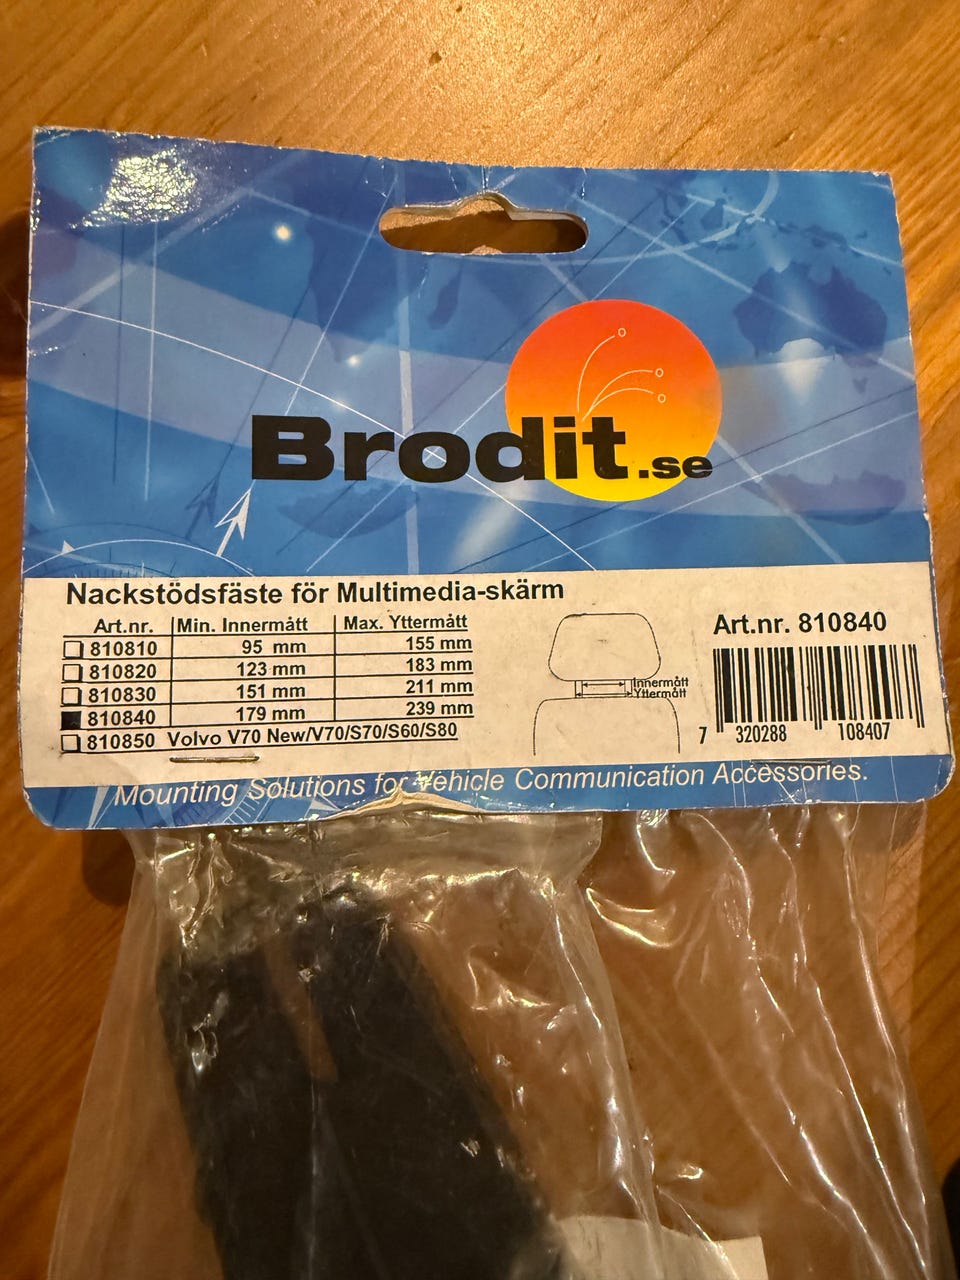 Brodit.se
Nackstödsfäste för Multimedia-skärm
Art.nr. Min. Innermått Max. Yttermått
810810 95 mm 155 mm
810820 123 mm 183 mm
810830 151 mm 211 mm
810840 179 mm 239 mm
810850 Volvo V70 New/V70/S70/S60/S80
Innermått
Yttermått
Art.nr. 810840
7 320288 108407
Mounting Solutions for Vehicle Communication Accessories.